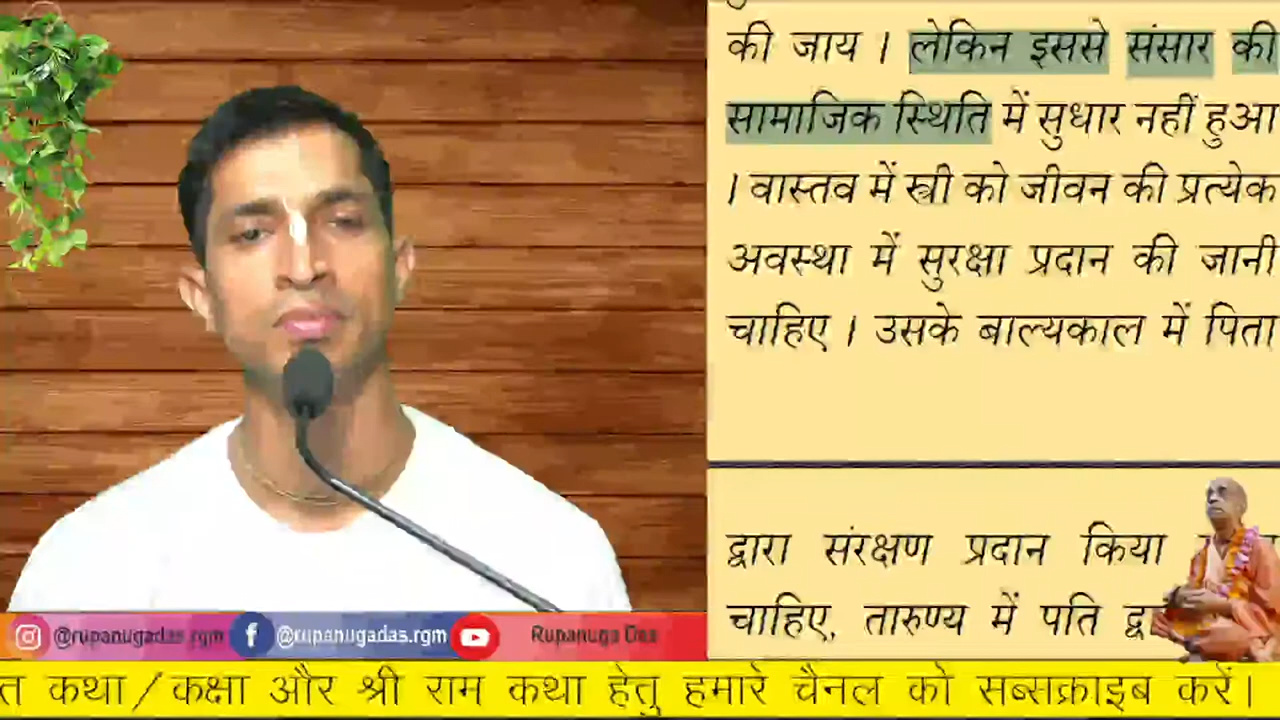 की जाय । लेकिन इससे संसार की
सामाजिक स्थिति में सुधार नहीं हुआ
। वास्तव में स्त्री को जीवन की प्रत्येक
अवस्था में सुरक्षा प्रदान की जानी
चाहिए । उसके बाल्यकाल में पिता
द्वारा संरक्षण प्रदान किया
चाहिए, तारुण्य में पति
@rupanugadas.rgm @rupanugadas.rgm Rupanuga Das
त कथा/कक्षा और श्री राम कथा हेतु हमारे चैनल को सब्सक्राइब करें।